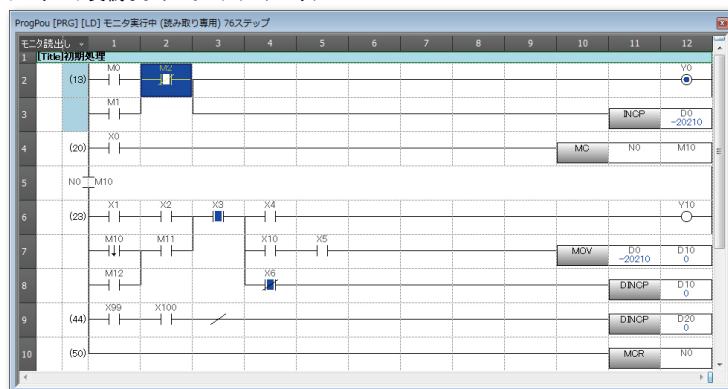 ProgPou [PRG] [LD] モニタ実行中 (読み取り専用) 76ステップ
モニタ読出し 1 2 3 4 5 6 7 8 9 10 11 12
1 [Title]初期処理
M0 M2 Y0
2 (13)
M1
3 INCP D0
-20210
X0
4 (20) MC N0 M10
5 N0 M10
X1 X2 X3 X4 Y10
6 (23)
M10 M11 X10 X5
7 MOV D0 D10
-20210 0
M12 X6
8 DINCP D10
0
X99 X100
9 (44) DINCP D20
0
10 (50) MCR N0